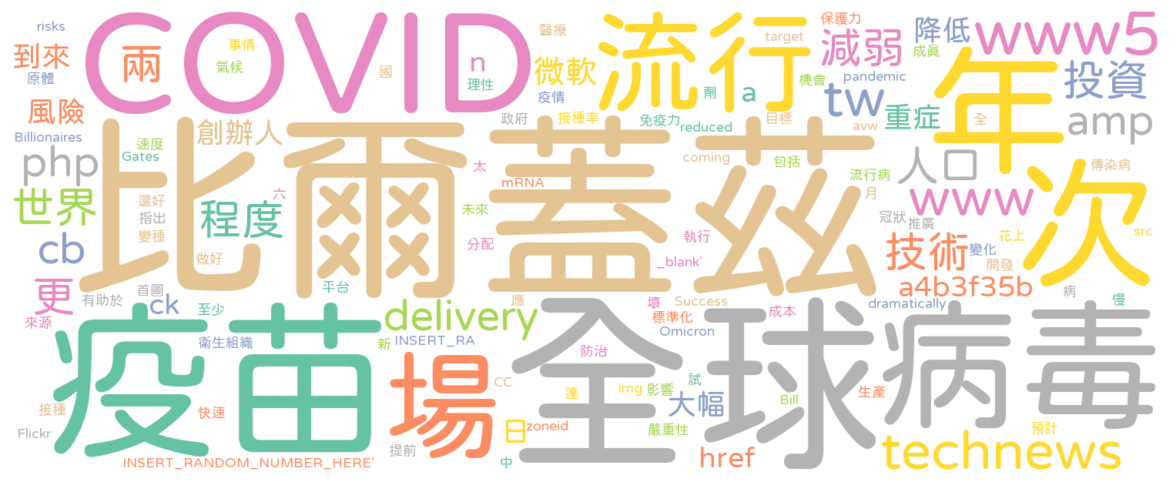 risks
到來
原體
Billionaires
php
世界
cb
更
來源
接種
Flickr
兩
風險
速度
Gates
還好
指出
變種
做好
有助於
首圖
ck
至少
衛生組織
快速
INSERT_RANDOM_NUMBER_HERE'
COVID
事情
氣候
國
創辦人
程度
六
平台
比爾蓋茲
疫苗
新
INSERT_RA
delivery
提前
場
n
理性
政府
太
mRNA
未來
分配
應
CC
日
中
zoneid
醫療
微軟
疫情
接種率
流行
target
劑
a
免疫力
reduced
目標
coming
包括
執行
_blank'
壞
Success
標準化
Omicron
成本
防治
達
img
影響
試
大幅
嚴重性
href
Bill
全球
生產
病毒
保護力
減弱
機會
pandemic
tw
重症
avw
流行病
月
冠狀
推廣
降低
成真
www5
年
投資
amp
全
人口
傳染病
www
次
src
花上
技術
變化
開發
a4b3f35b
病
慢
dramatically
預計
technews